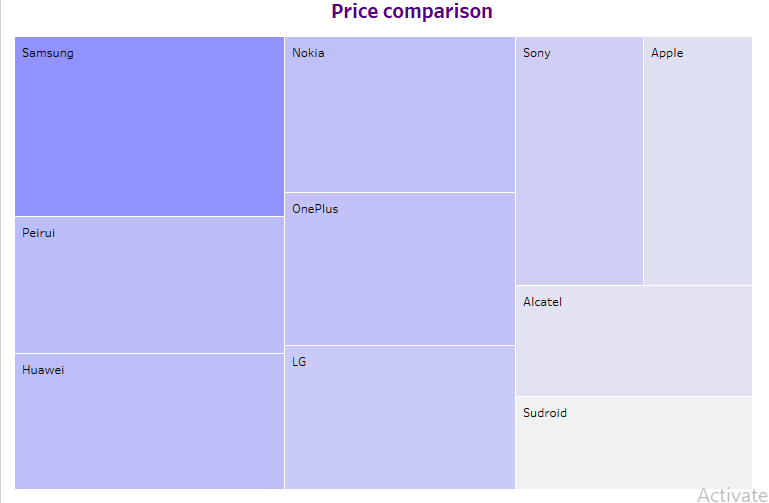 Price comparison
Samsung
Peirui
Huawei
Nokia
OnePlus
LG
Sony
Apple
Alcatel
Sudroid
Activate